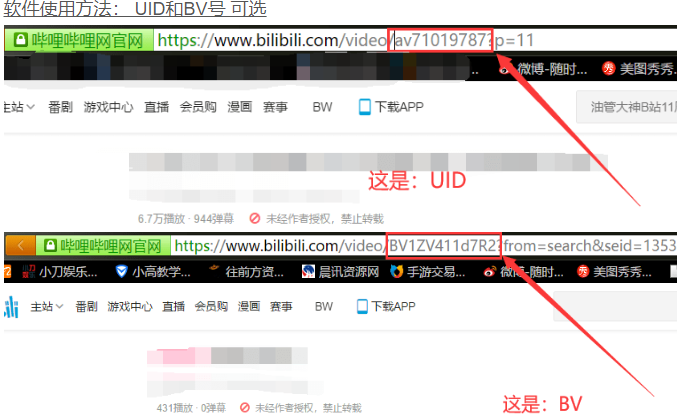 软件使用方法： UID和BV号 可选
哔哩哔哩网官网 https://www.bilibili.com/video/av71019787?p=11
.. 微博-随时... 美图秀秀.
主站 番剧 游戏中心 直播 会员购 漫画 赛事 BW 下载APP 油管大神B站11
这是：UID
6.7万播放 · 944弹幕 未经作者授权，禁止转载
哔哩哔哩网官网 https://www.bilibili.com/video/BV1ZV411d7R2?from=search&seid=1353
小刀娱乐... 小高教学... 往前方资... 晨讯资源网 手游交易... 微博-随时... 美图秀秀...
主站 番剧 游戏中心 直播 会员购 漫画 赛事 BW 下载APP
431播放 · 0弹幕 未经作者授权，禁止转载
这是：BV